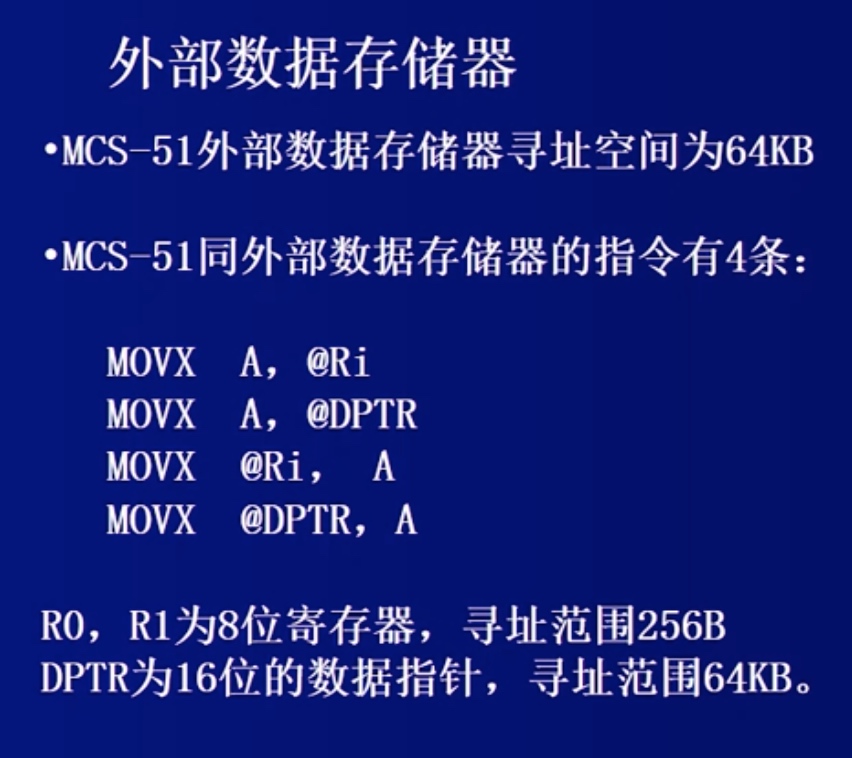 外部数据存储器
•MCS-51外部数据存储器寻址空间为64KB
•MCS-51同外部数据存储器的指令有4条：
MOVX A，@Ri
MOVX A，@DPTR
MOVX @Ri， A
MOVX @DPTR，A
R0，R1为8位寄存器，寻址范围256B
DPTR为16位的数据指针，寻址范围64KB。